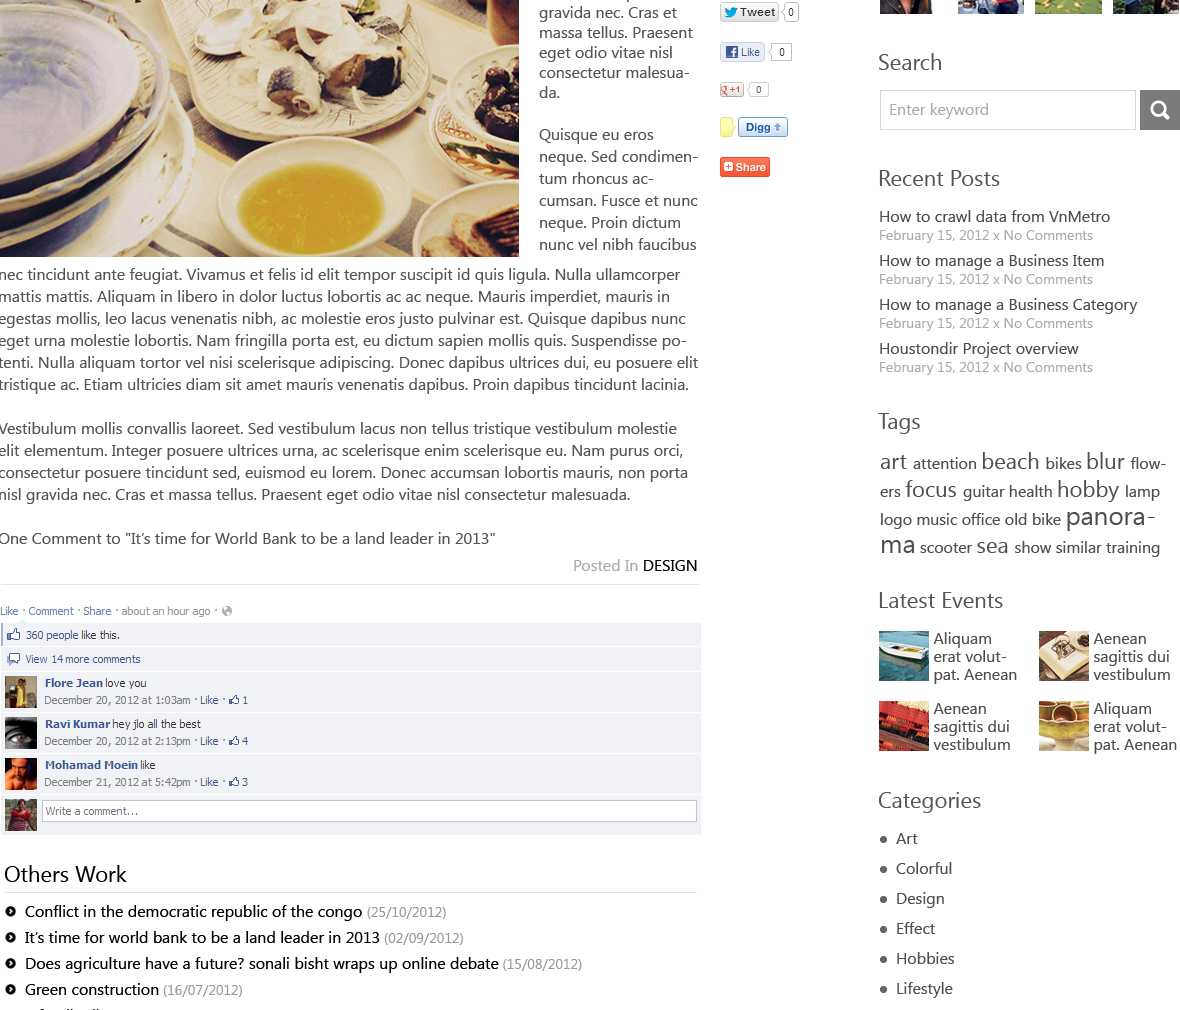 gravida nec. Cras et
massa tellus. Praesent
eget odio vitae nisl
consectetur malesua-
da.
Quisque eu eros
neque. Sed condimen-
tum rhoncus ac-
cumsan. Fusce et nunc
neque. Proin dictum
nunc vel nibh faucibus
nec tincidunt ante feugiat. Vivamus et felis id elit tempor suscipit id quis ligula. Nulla ullamcorper
mattis mattis. Aliquam in libero in dolor luctus lobortis ac ac neque. Mauris imperdiet, mauris in
egestas mollis, leo lacus venenatis nibh, ac molestie eros justo pulvinar est. Quisque dapibus nunc
eget urna molestie lobortis. Nam fringilla porta est, eu dictum sapien mollis quis. Suspendisse po-
tenti. Nulla aliquam tortor vel nisi scelerisque adipiscing. Donec dapibus ultrices dui, eu posuere elit
tristique ac. Etiam ultricies diam sit amet mauris venenatis dapibus. Proin dapibus tincidunt lacinia.
Vestibulum mollis convallis laoreet. Sed vestibulum lacus non tellus tristique vestibulum molestie
elit elementum. Integer posuere ultrices urna, ac scelerisque enim scelerisque eu. Nam purus orci,
consectetur posuere tincidunt sed, euismod eu lorem. Donec accumsan lobortis mauris, non porta
nisl gravida nec. Cras et massa tellus. Praesent eget odio vitae nisl consectetur malesuada.
One Comment to "It's time for World Bank to be a land leader in 2013"
Posted In DESIGN
Like · Comment · Share · about an hour ago ·
360 people like this.
View 14 more comments
Flore Jean love you
December 20, 2012 at 1:03am · Like · 1
Ravi Kumar hey jlo all the best
December 20, 2012 at 2:13pm · Like · 4
Mohamad Moein like
December 21, 2012 at 5:42pm · Like · 3
Write a comment...
Others Work
Conflict in the democratic republic of the congo (25/10/2012)
It's time for world bank to be a land leader in 2013 (02/09/2012)
Does agriculture have a future? sonali bisht wraps up online debate (15/08/2012)
Green construction (16/07/2012)
Tweet 0
Like 0
g +1 0
Digg
Share
Search
Enter keyword
Recent Posts
How to crawl data from VnMetro
February 15, 2012 x No Comments
How to manage a Business Item
February 15, 2012 x No Comments
How to manage a Business Category
February 15, 2012 x No Comments
Houstondir Project overview
February 15, 2012 x No Comments
Tags
art attention beach bikes blur flow-
ers focus guitar health hobby lamp
logo music office old bike panora-
ma scooter sea show similar training
Latest Events
Aliquam
erat volut-
pat. Aenean
Aenean
sagittis dui
vestibulum
Aenean
sagittis dui
vestibulum
Aliquam
erat volut-
pat. Aenean
Categories
Art
Colorful
Design
Effect
Hobbies
Lifestyle